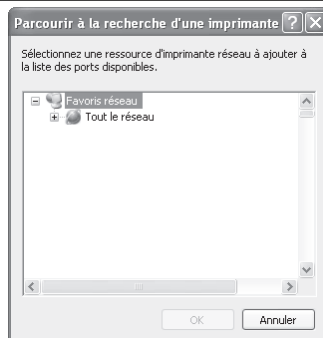 Parcourir à la recherche d'une imprimante
Sélectionnez une ressource d'imprimante réseau à ajouter à
la liste des ports disponibles.
Favoris réseau
Tout le réseau
OK
Annuler